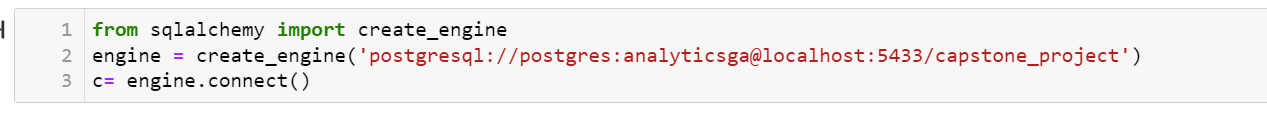 1 from sqlalchemy import create_engine
2 engine = create_engine('postgresql://postgres:analyticsga@localhost:5433/capstone_project')
3 c= engine.connect()